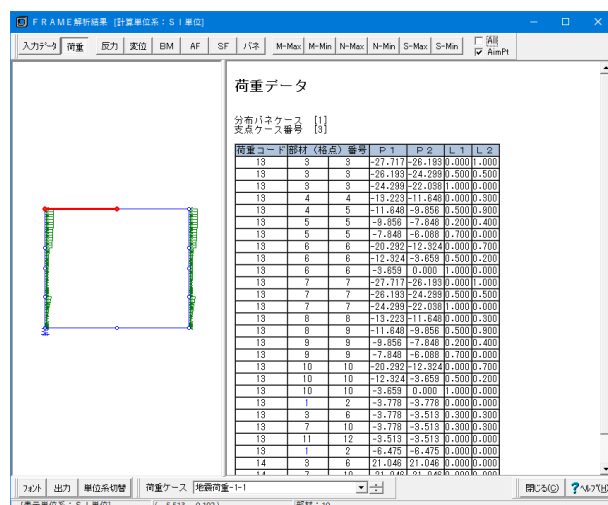 ＦＲＡＭＥ解析結果 [計算単位系：ＳＩ単位]
入力データ 荷重 反力 変位 BM AF SF バネ M-Max M-Min N-Max N-Min S-Max S-Min All
AimPt
荷重データ
分布バネケース [1]
支点ケース番号 [3]
荷重コード 部材（格点）番号 Ｐ１ Ｐ２ Ｌ１ Ｌ２
13 3 3 -27.717 -26.193 0.000 1.000
13 3 3 -26.193 -24.299 0.500 0.500
13 3 3 -24.299 -22.038 1.000 0.000
13 4 4 -13.223 -11.648 0.000 0.300
13 4 5 -11.648 -9.856 0.500 0.900
13 5 5 -9.856 -7.848 0.200 0.400
13 5 5 -7.848 -6.088 0.700 0.000
13 6 6 -20.292 -12.324 0.000 0.700
13 6 6 -12.324 -3.659 0.500 0.200
13 6 6 -3.659 0.000 1.000 0.000
13 7 7 -27.717 -26.193 0.000 1.000
13 7 7 -26.193 -24.299 0.500 0.500
13 7 7 -24.299 -22.038 1.000 0.000
13 8 8 -13.223 -11.648 0.000 0.300
13 8 9 -11.648 -9.856 0.500 0.900
13 9 9 -9.856 -7.848 0.200 0.400
13 9 9 -7.848 -6.088 0.700 0.000
13 10 10 -20.292 -12.324 0.000 0.700
13 10 10 -12.324 -3.659 0.500 0.200
13 10 10 -3.659 0.000 1.000 0.000
13 1 2 -3.778 -3.778 0.000 0.000
13 3 6 -3.778 -3.513 0.300 0.300
13 7 10 -3.778 -3.513 0.300 0.300
13 11 12 -3.513 -3.513 0.000 0.000
13 1 2 -6.475 -6.475 0.000 0.000
14 3 6 21.046 21.046 0.000 0.000
14 7 10 21.046 21.046 0.000 0.000
フォント 出力 単位系切替 荷重ケース 地震荷重-1-1 閉じる(C) ?ヘルプ(H)